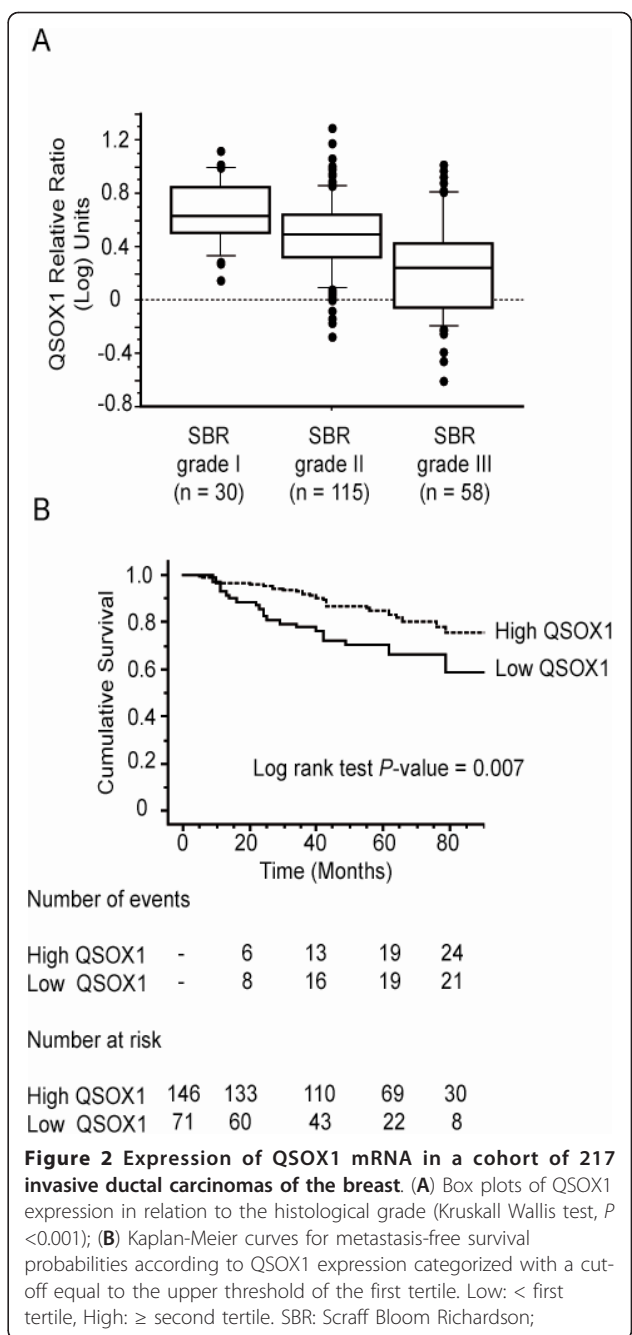 A
QSOX1 Relative Ratio
(Log) Units
1.2
0.8
0.4
0
-0.4
-0.8
SBR grade I (n = 30)
SBR grade II (n = 115)
SBR grade III (n = 58)
B
Cumulative Survival
1.0
0.8
0.6
0.4
0.2
0
High QSOX1
Low QSOX1
Log rank test P-value = 0.007
0 20 40 60 80
Time (Months)
Number of events
High QSOX1 - 6 13 19 24
Low QSOX1 - 8 16 19 21
Number at risk
High QSOX1 146 133 110 69 30
Low QSOX1 71 60 43 22 8
Figure 2 Expression of QSOX1 mRNA in a cohort of 217
invasive ductal carcinomas of the breast. (A) Box plots of QSOX1
expression in relation to the histological grade (Kruskall Wallis test, P
<0.001); (B) Kaplan-Meier curves for metastasis-free survival
probabilities according to QSOX1 expression categorized with a cut-
off equal to the upper threshold of the first tertile. Low: < first
tertile, High: ≥ second tertile. SBR: Scraff Bloom Richardson;